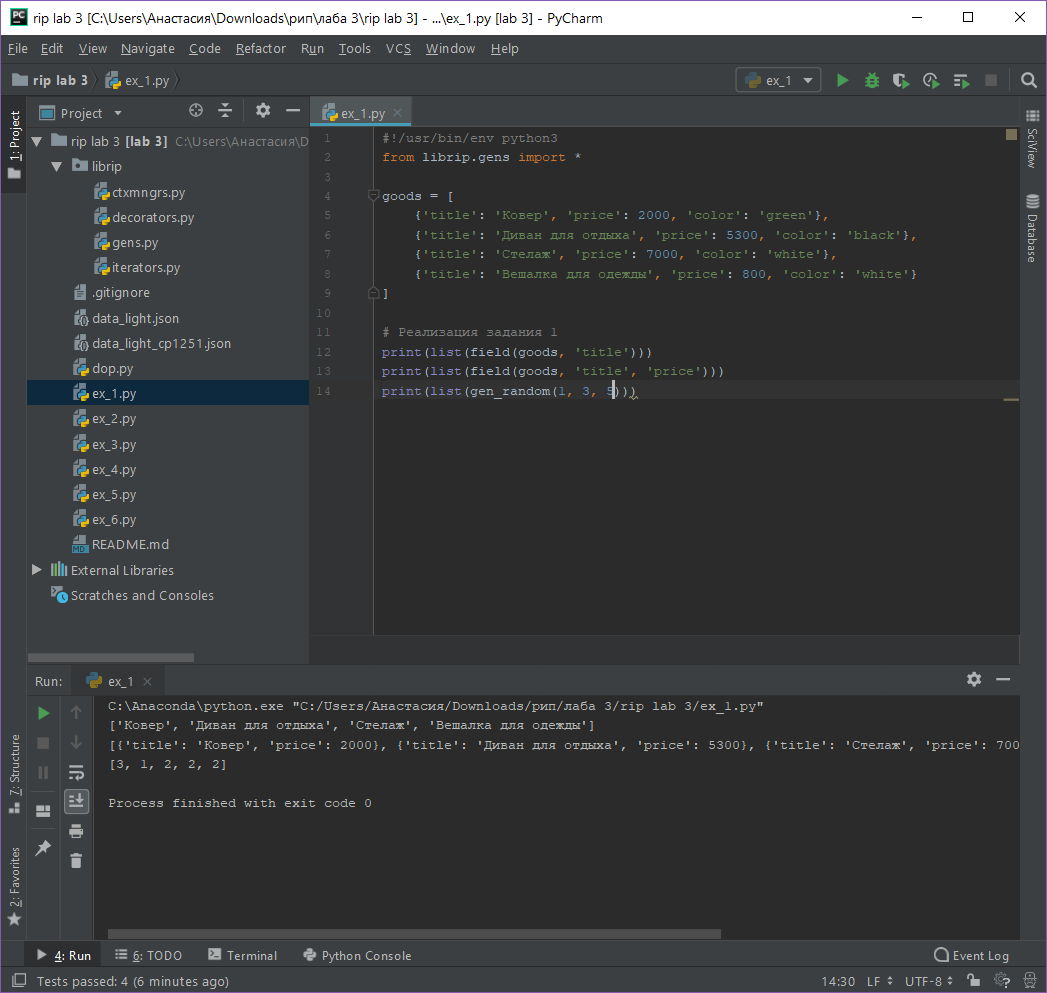 rip lab 3 [C:\Users\Анастасия\Downloads\рип\лаба 3\rip lab 3] - ...\ex_1.py [lab 3] - PyCharm
File Edit View Navigate Code Refactor Run Tools VCS Window Help
rip lab 3 ex_1.py ex_1
1: Project
Project
ex_1.py
rip lab 3 [lab 3] C:\Users\Анастасия\D
librip
ctxmngrs.py
decorators.py
gens.py
iterators.py
.gitignore
data_light.json
data_light_cp1251.json
dop.py
ex_1.py
ex_2.py
ex_3.py
ex_4.py
ex_5.py
ex_6.py
README.md
External Libraries
Scratches and Consoles
1 #!/usr/bin/env python3
2 from librip.gens import *
3
4 goods = [
5 {'title': 'Ковер', 'price': 2000, 'color': 'green'},
6 {'title': 'Диван для отдыха', 'price': 5300, 'color': 'black'},
7 {'title': 'Стелаж', 'price': 7000, 'color': 'white'},
8 {'title': 'Вешалка для одежды', 'price': 800, 'color': 'white'}
9 ]
10
11 # Реализация задания 1
12 print(list(field(goods, 'title')))
13 print(list(field(goods, 'title', 'price')))
14 print(list(gen_random(1, 3, 5)))
SciView
Database
Run: ex_1
C:\Anaconda\python.exe "C:/Users/Анастасия/Downloads/рип/лаба 3/rip lab 3/ex_1.py"
['Ковер', 'Диван для отдыха', 'Стелаж', 'Вешалка для одежды']
[{'title': 'Ковер', 'price': 2000}, {'title': 'Диван для отдыха', 'price': 5300}, {'title': 'Стелаж', 'price': 700
[3, 1, 2, 2, 2]
Process finished with exit code 0
7: Structure
2: Favorites
4: Run 6: TODO Terminal Python Console Event Log
Tests passed: 4 (6 minutes ago) 14:30 LF UTF-8